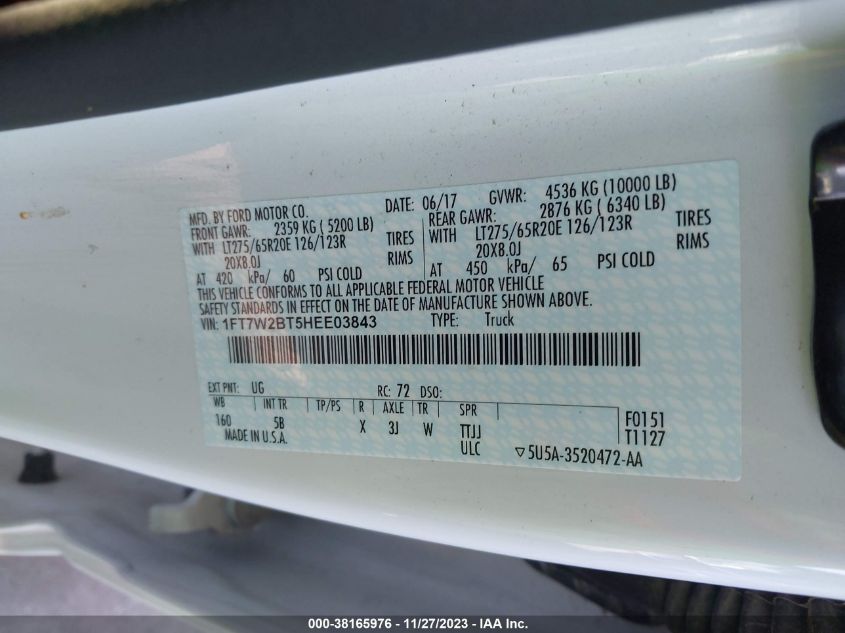 MFD. BY FORD MOTOR CO. DATE: 06/17 GVWR: 4536 KG (10000 LB)
FRONT GAWR: 2359 KG ( 5200 LB) REAR GAWR: 2876 KG ( 6340 LB)
WITH LT275/65R20E 126/123R TIRES WITH LT275/65R20E 126/123R TIRES
20X8.0J RIMS 20X8.0J RIMS
AT 420 kPa/ 60 PSI COLD AT 450 kPa/ 65 PSI COLD
THIS VEHICLE CONFORMS TO ALL APPLICABLE FEDERAL MOTOR VEHICLE
SAFETY STANDARDS IN EFFECT ON THE DATE OF MANUFACTURE SHOWN ABOVE.
VIN: 1FT7W2BT5HEE03843 TYPE: Truck
EXT PNT: UG RC: 72 DSO:
WB INT TR TP/PS R AXLE TR SPR F0151
160 5B X 3J W TTJJ T1127
MADE IN U.S.A. ULC ▽5U5A-3520472-AA
000-38165976 - 11/27/2023 - IAA Inc.